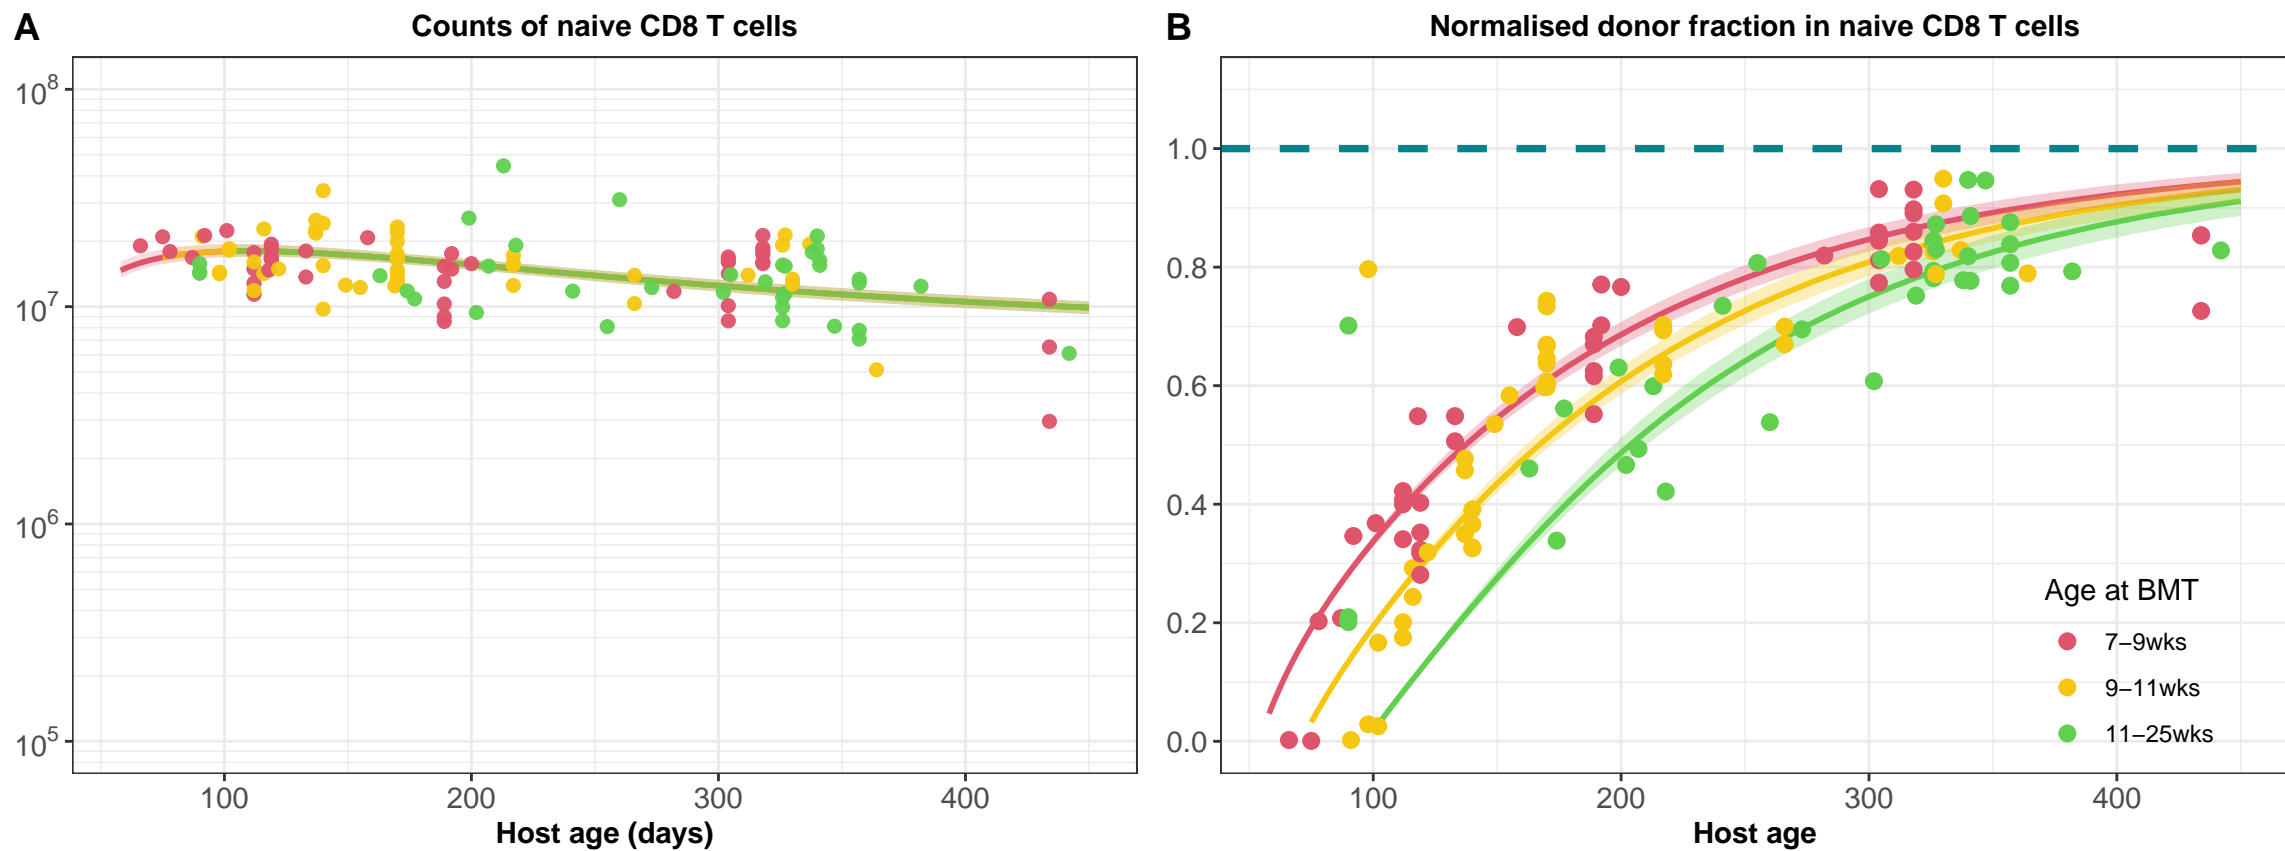 A Counts of naive CD8 T cells
10^8
10^7
10^6
10^5
100 200 300 400
Host age (days)
B Normalised donor fraction in naive CD8 T cells
1.0
0.8
0.6
0.4
0.2
0.0
Age at BMT
7–9wks
9–11wks
11–25wks
100 200 300 400
Host age